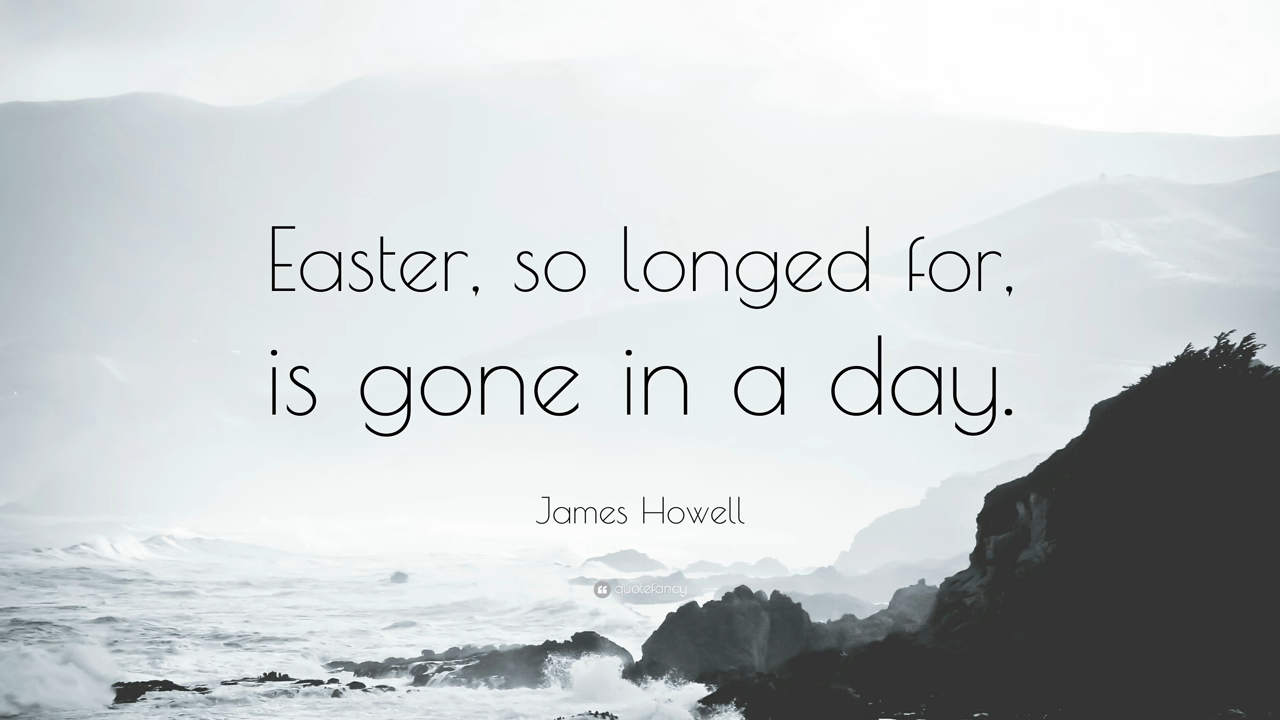 Easter, so longed for,
is gone in a day.
James Howell
quotefancy